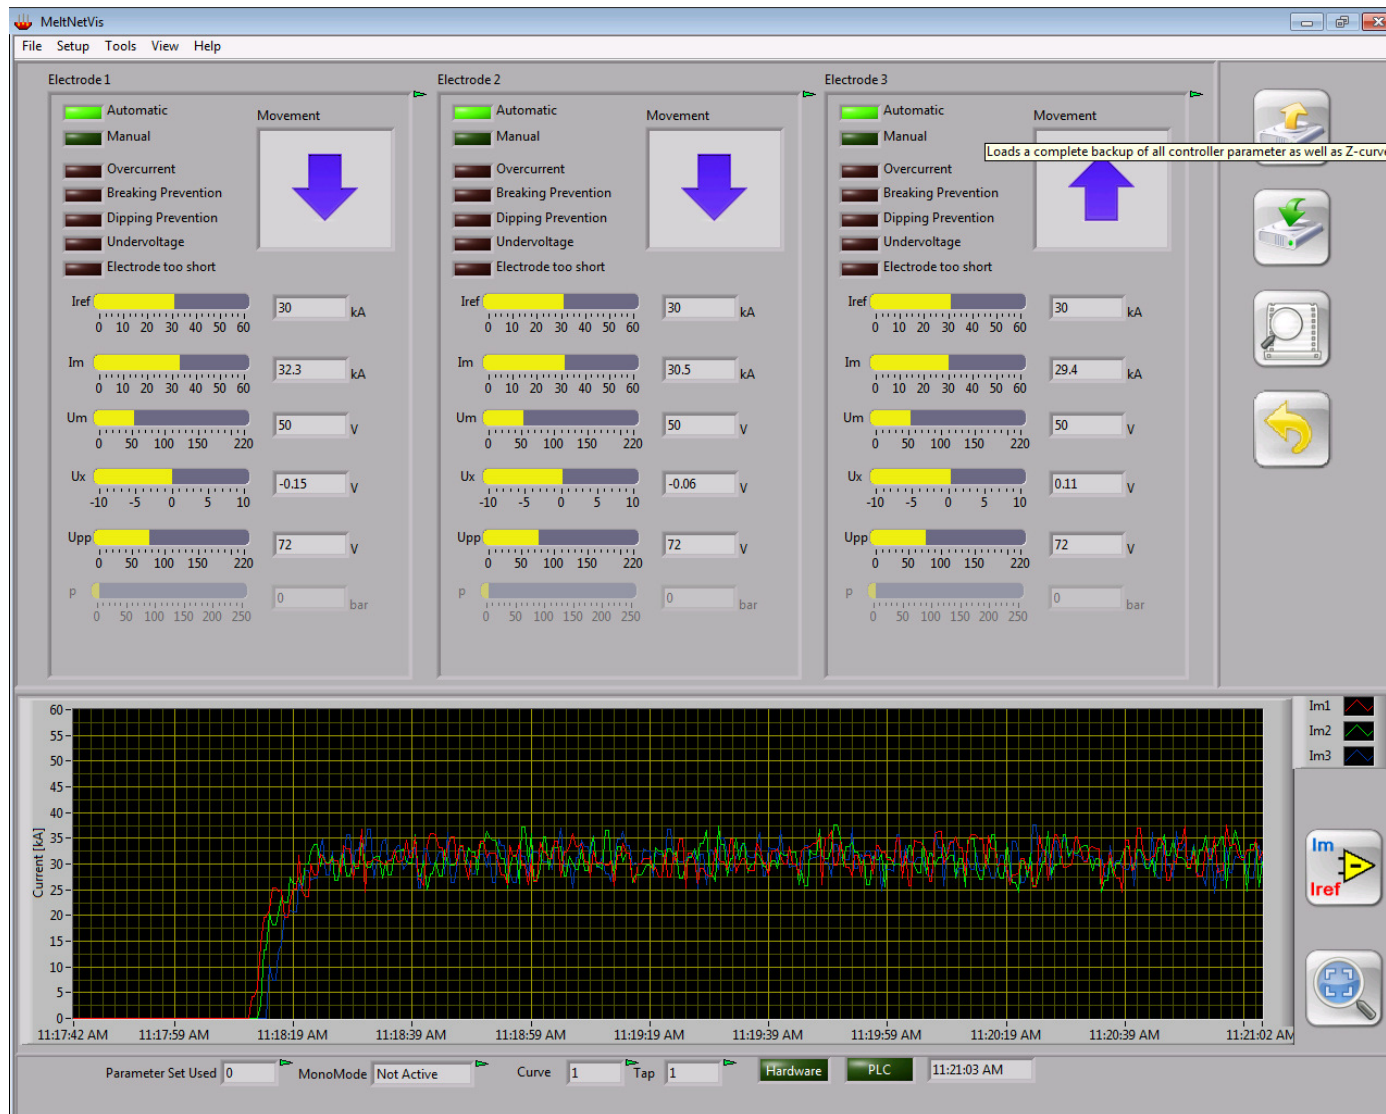 MeltNetVis
File Setup Tools View Help
Electrode 1
Automatic
Manual
Movement
Overcurrent
Breaking Prevention
Dipping Prevention
Undervoltage
Electrode too short
Iref 30 kA
0 10 20 30 40 50 60
Im 32.3 kA
0 10 20 30 40 50 60
Um 50 V
0 50 100 150 220
Ux -0.15 V
-10 -5 0 5 10
Upp 72 V
0 50 100 150 220
p 0 bar
0 50 100 150 200 250
Electrode 2
Automatic
Manual
Movement
Overcurrent
Breaking Prevention
Dipping Prevention
Undervoltage
Electrode too short
Iref 30 kA
0 10 20 30 40 50 60
Im 30.5 kA
0 10 20 30 40 50 60
Um 50 V
0 50 100 150 220
Ux -0.06 V
-10 -5 0 5 10
Upp 72 V
0 50 100 150 220
p 0 bar
0 50 100 150 200 250
Electrode 3
Automatic
Manual
Movement
Loads a complete backup of all controller parameter as well as Z-curve
Overcurrent
Breaking Prevention
Dipping Prevention
Undervoltage
Electrode too short
Iref 30 kA
0 10 20 30 40 50 60
Im 29.4 kA
0 10 20 30 40 50 60
Um 50 V
0 50 100 150 220
Ux 0.11 V
-10 -5 0 5 10
Upp 72 V
0 50 100 150 220
p 0 bar
0 50 100 150 200 250
Current [kA]
60
55
50
45
40
35
30
25
20
15
10
5
0
11:17:42 AM 11:17:59 AM 11:18:19 AM 11:18:39 AM 11:18:59 AM 11:19:19 AM 11:19:39 AM 11:19:59 AM 11:20:19 AM 11:20:39 AM 11:21:02 AM
Im1
Im2
Im3
Im
Iref
Parameter Set Used 0 MonoMode Not Active Curve 1 Tap 1 Hardware PLC 11:21:03 AM